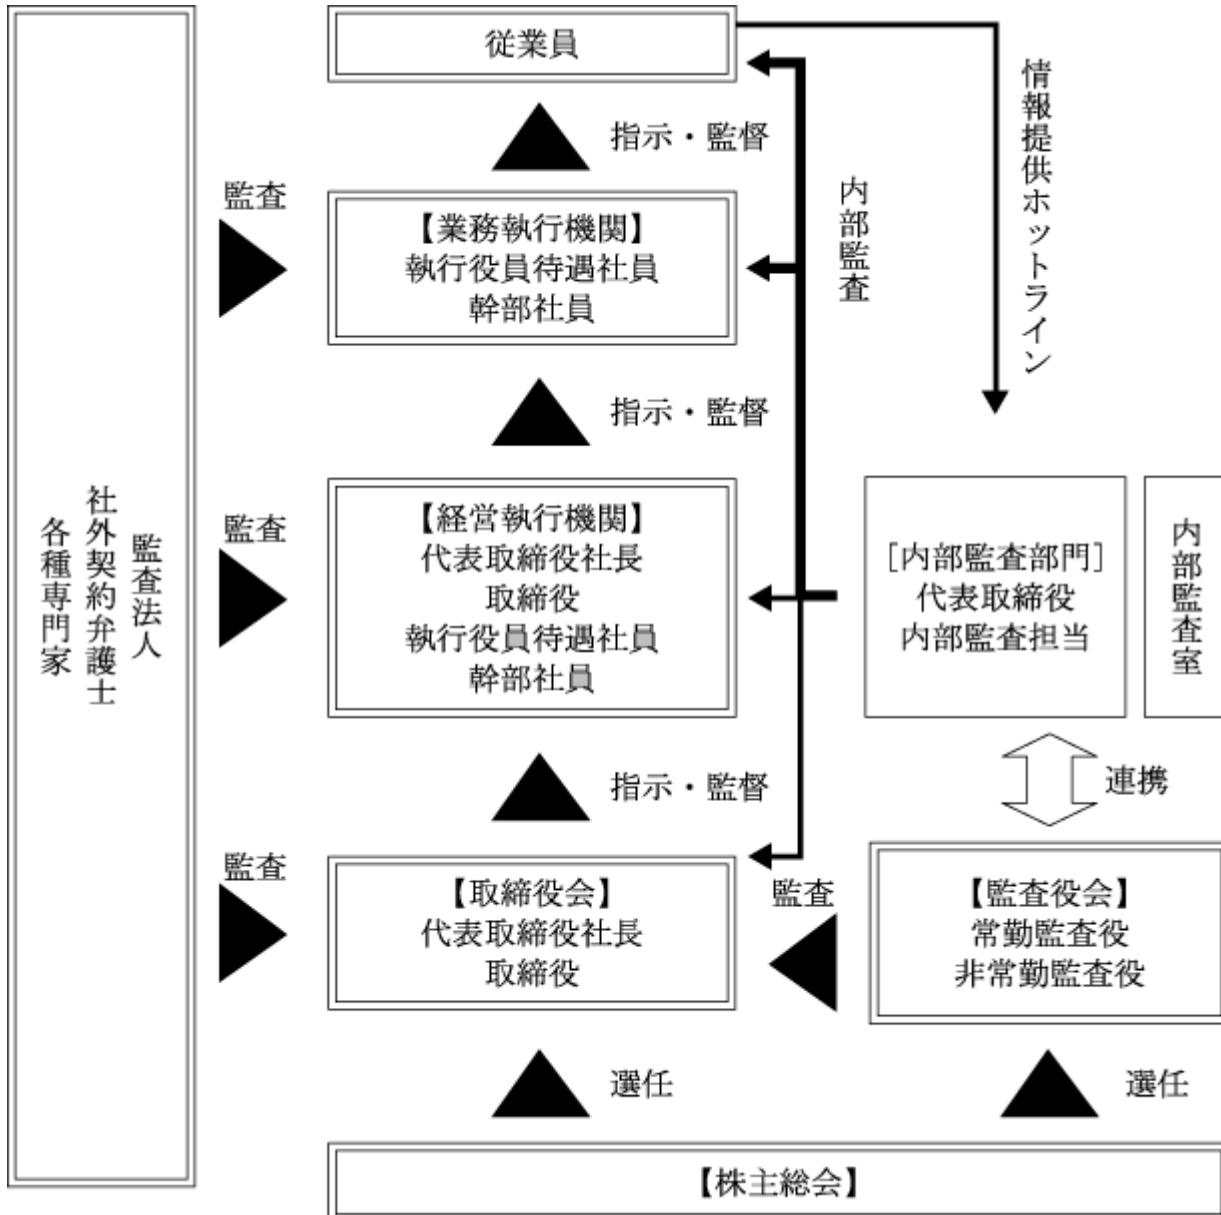 従業員
指示・監督
監査
【業務執行機関】
執行役員待遇社員
幹部社員
内部監査
情報提供ホットライン
指示・監督
監査
【経営執行機関】
代表取締役社長
取締役
執行役員待遇社員
幹部社員
［内部監査部門］
代表取締役
内部監査担当
内部監査室
監査法人
社外契約弁護士
各種専門家
指示・監督
連携
監査
【取締役会】
代表取締役社長
取締役
監査
【監査役会】
常勤監査役
非常勤監査役
選任
選任
【株主総会】